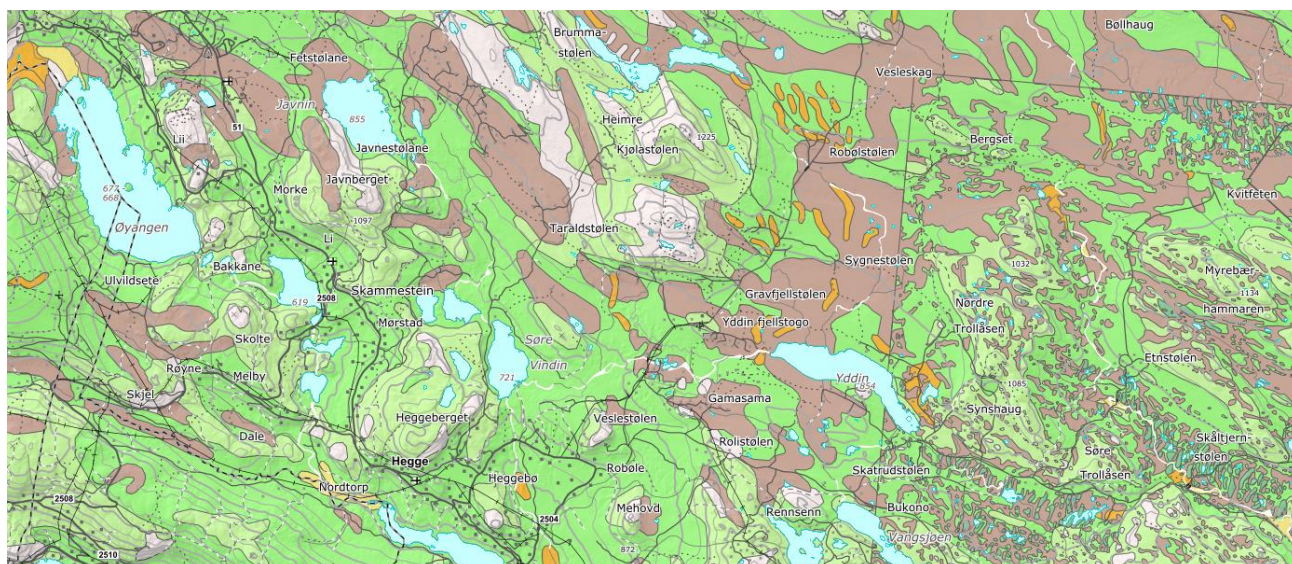 Brumma-
stølen
Bøllhaug
Fetstølane
Vesleskag
Javnin
855
51
Lii
Heimre
Kjølastølen
1225
Bergset
Javnestølane
Robølstølen
Javnberget
Morke
677
668
Kvitfeten
1097
Øyangen
Taraldstølen
Li
Bakkane
Sygnestølen
1032
Myrebær-
hammaren
1134
Ulvildsete
Skammestein
619
2508
Gravfjellstølen
Nørdre
Trollåsen
Mørstad
Yddin fjellstogo
Skolte
Søre
Vindin
Etnstølen
Røyne
Melby
721
Yddin
854
1085
Skjel
Gamasama
Synshaug
Heggeberget
Veslestølen
Dale
Rolistølen
Skåltjern-
stølen
Søre
Trollåsen
Hegge
Robøle
Skatrudstølen
Heggebø
Nordtorp
2508
Mehovd
Rennsenn
Bukono
2504
Vangsjøen
872
2510